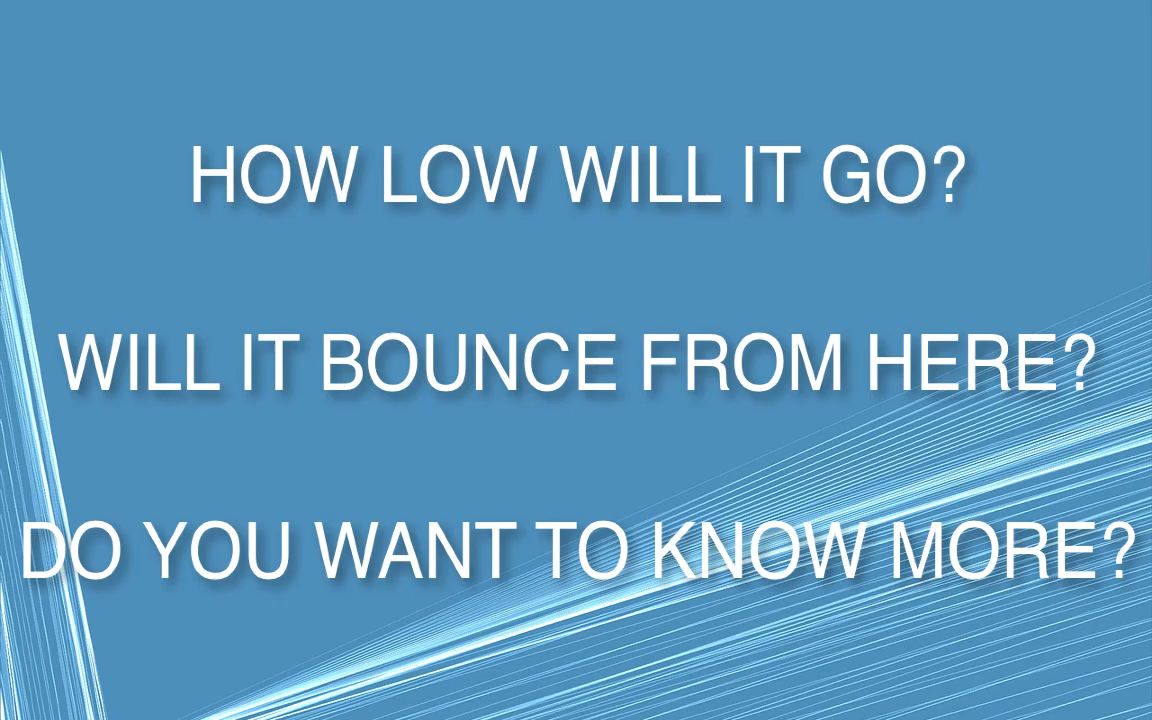 HOW LOW WILL IT GO?
WILL IT BOUNCE FROM HERE?
DO YOU WANT TO KNOW MORE?